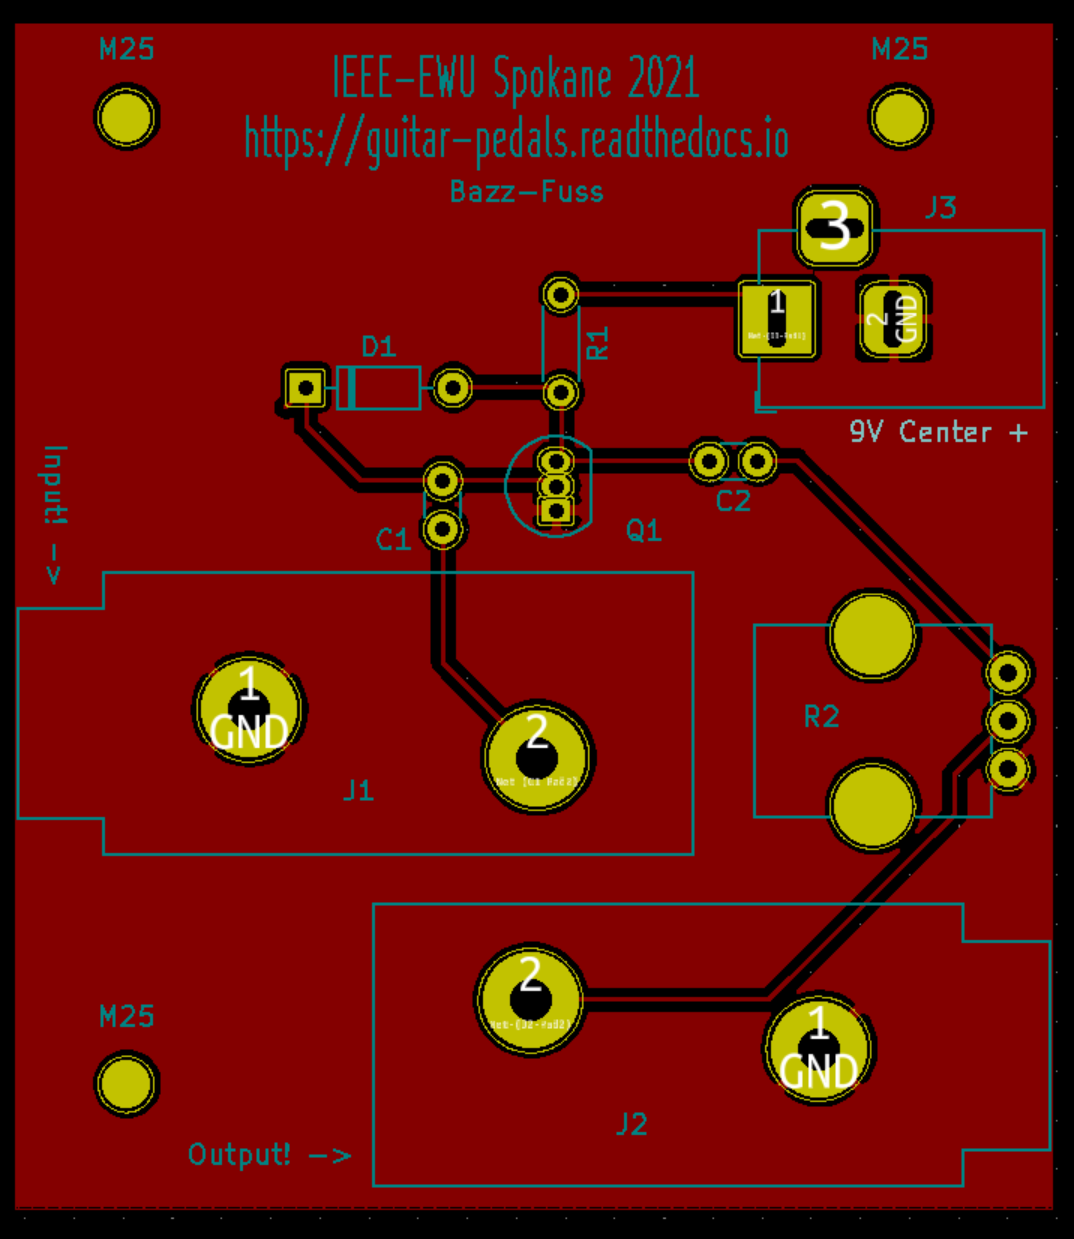 M25
M25
IEEE-EWU Spokane 2021
https://guitar-pedals.readthedocs.io
Bazz-Fuss
J3
3
1
2
GND
R1
D1
9V Center +
Input! ->
C2
C1
Q1
1
GND
2
R2
J1
2
1
GND
M25
J2
Output! ->